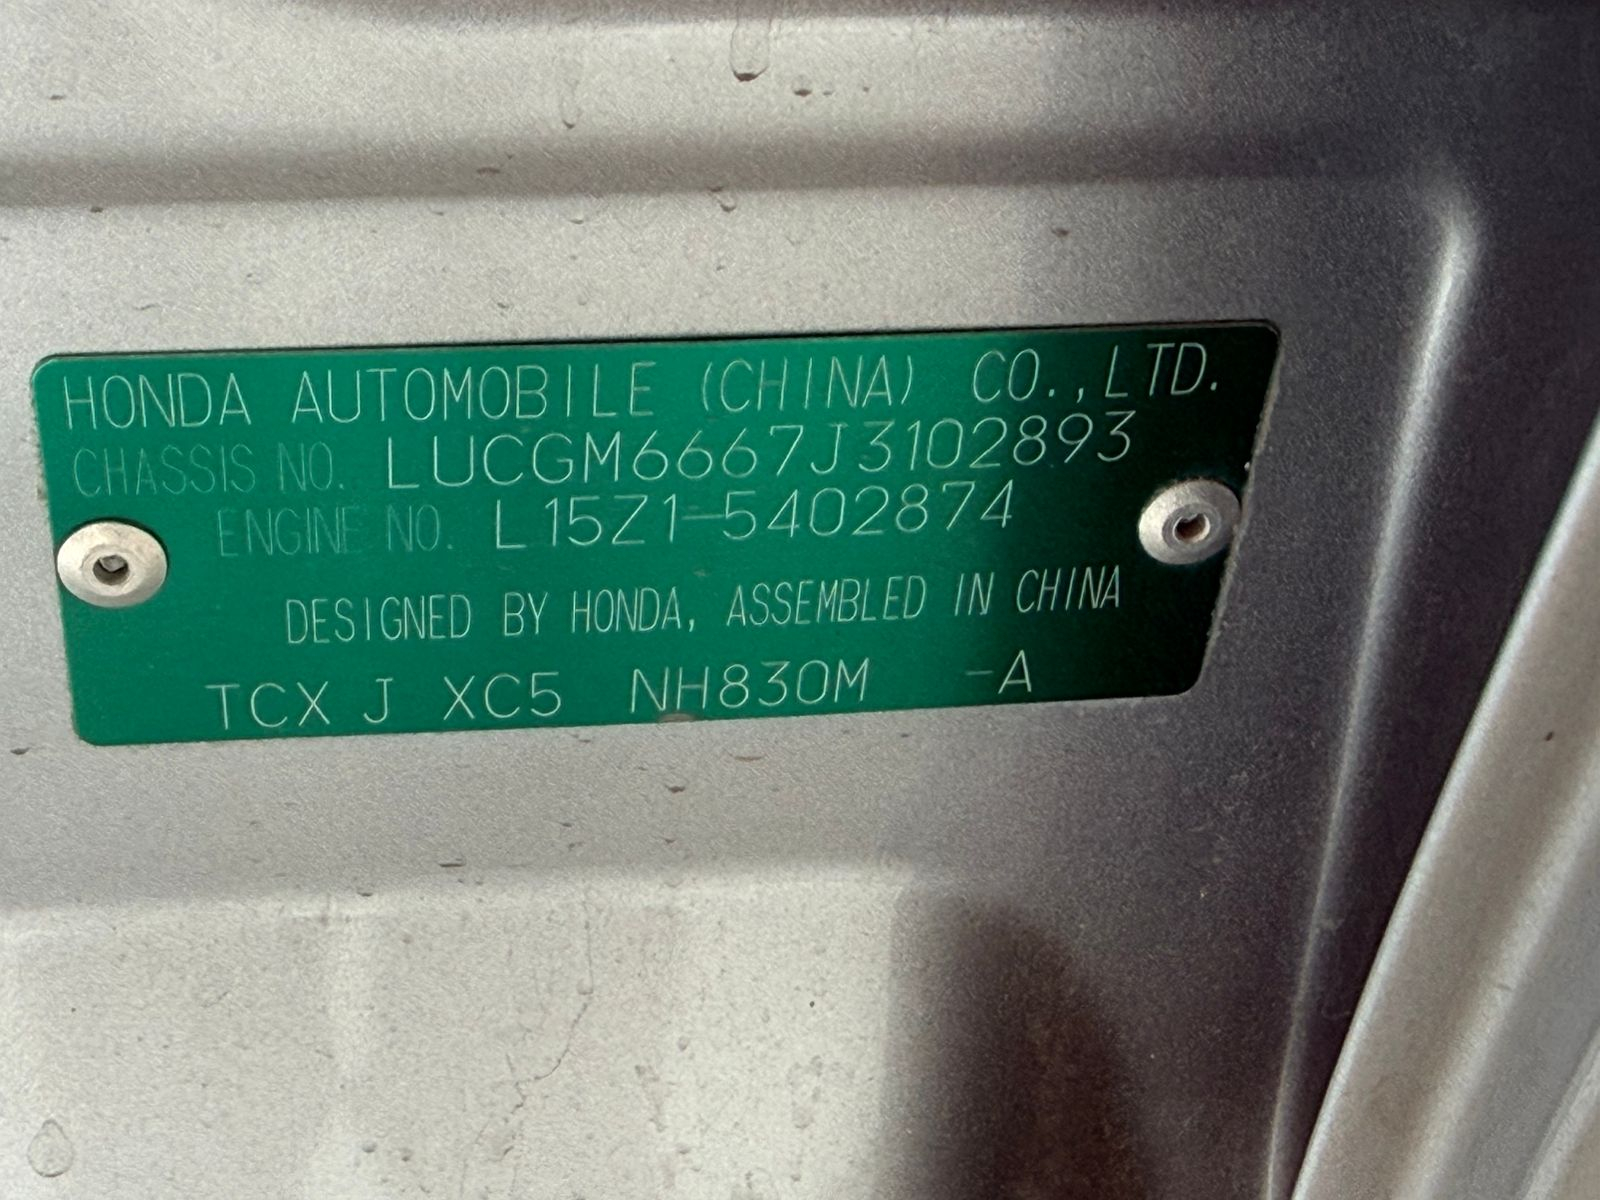 HONDA AUTOMOBILE (CHINA) CO.,LTD.
CHASSIS NO. LUCGM6667J3102893
ENGINE NO. L15Z1-5402874
DESIGNED BY HONDA, ASSEMBLED IN CHINA
TCX J XC5 NH830M -A